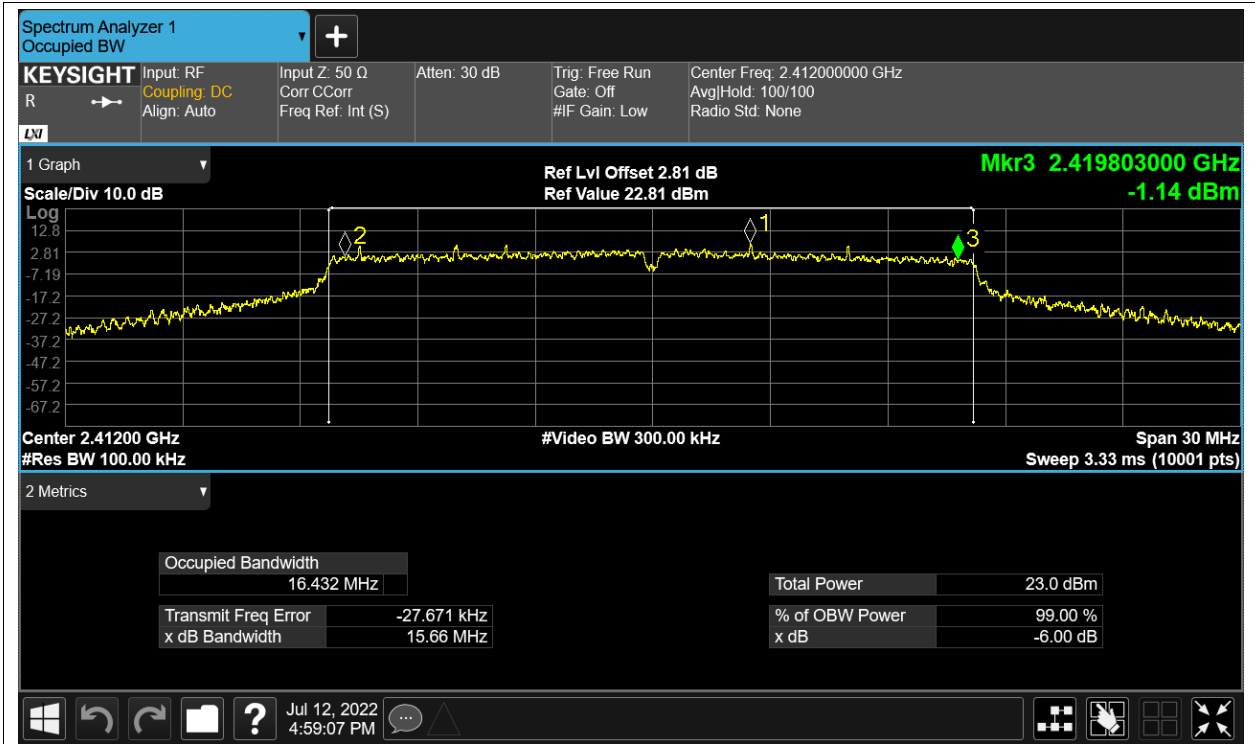 Spectrum Analyzer 1
Occupied BW
KEYSIGHT
R
LXI
Input: RF
Coupling: DC
Align: Auto
Input Z: 50 Ω
Corr CCorr
Freq Ref: Int (S)
Atten: 30 dB
Trig: Free Run
Gate: Off
#IF Gain: Low
Center Freq: 2.412000000 GHz
Avg|Hold: 100/100
Radio Std: None
1 Graph
Scale/Div 10.0 dB
Ref Lvl Offset 2.81 dB
Ref Value 22.81 dBm
Mkr3 2.419803000 GHz
-1.14 dBm
Log
12.8
2.81
-7.19
-17.2
-27.2
-37.2
-47.2
-57.2
-67.2
2
1
3
Center 2.41200 GHz
#Res BW 100.00 kHz
#Video BW 300.00 kHz
Span 30 MHz
Sweep 3.33 ms (10001 pts)
2 Metrics
Occupied Bandwidth
16.432 MHz
Transmit Freq Error -27.671 kHz
x dB Bandwidth 15.66 MHz
Total Power 23.0 dBm
% of OBW Power 99.00 %
x dB -6.00 dB
?
Jul 12, 2022
4:59:07 PM